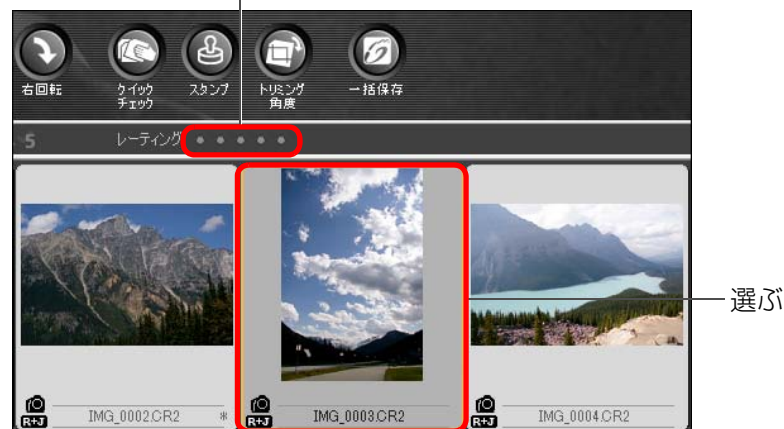 右回転
クイック
チェック
スタンプ
トリミング
角度
一括保存
5
レーティング
選ぶ
R+J
IMG_0002.CR2 *
R+J
IMG_0003.CR2
R+J
IMG_0004.CR2